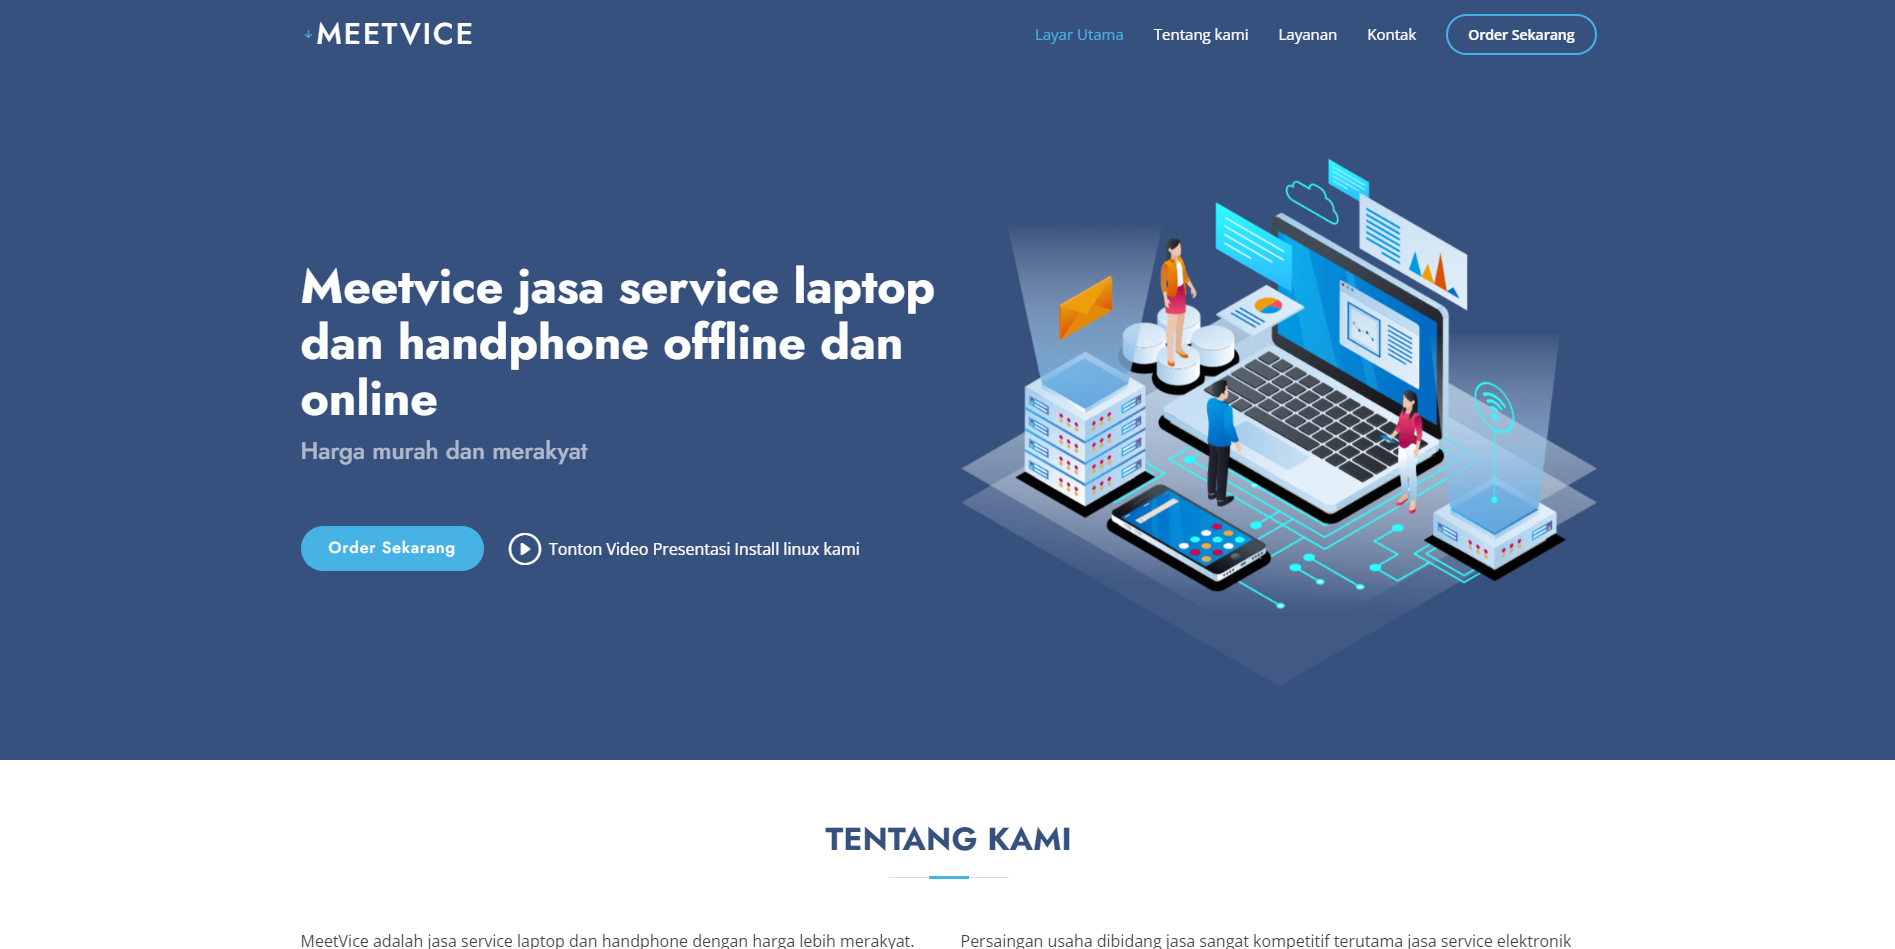 MEETVICE
Layar Utama
Tentang kami
Layanan
Kontak
Order Sekarang
Meetvice jasa service laptop
dan handphone offline dan
online
Harga murah dan merakyat
Order Sekarang
Tonton Video Presentasi Install linux kami
TENTANG KAMI
MeetVice adalah jasa service laptop dan handphone dengan harga lebih merakyat.
Persaingan usaha dibidang jasa sangat kompetitif terutama jasa service elektronik